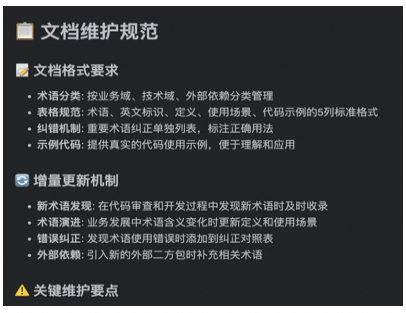 📋 文档维护规范
📝 文档格式要求
• 术语分类: 按业务域、技术域、外部依赖分类管理
• 表格规范: 术语、英文标识、定义、使用场景、代码示例的5列标准格式
• 纠错机制: 重要术语纠正单独列表，标注正确用法
• 示例代码: 提供真实的代码使用示例，便于理解和应用
🔄 增量更新机制
• 新术语发现: 在代码审查和开发过程中发现新术语时及时收录
• 术语演进: 业务发展中术语含义变化时更新定义和使用场景
• 错误纠正: 发现术语使用错误时添加到纠正对照表
• 外部依赖: 引入新的外部二方包时补充相关术语
⚠️ 关键维护要点